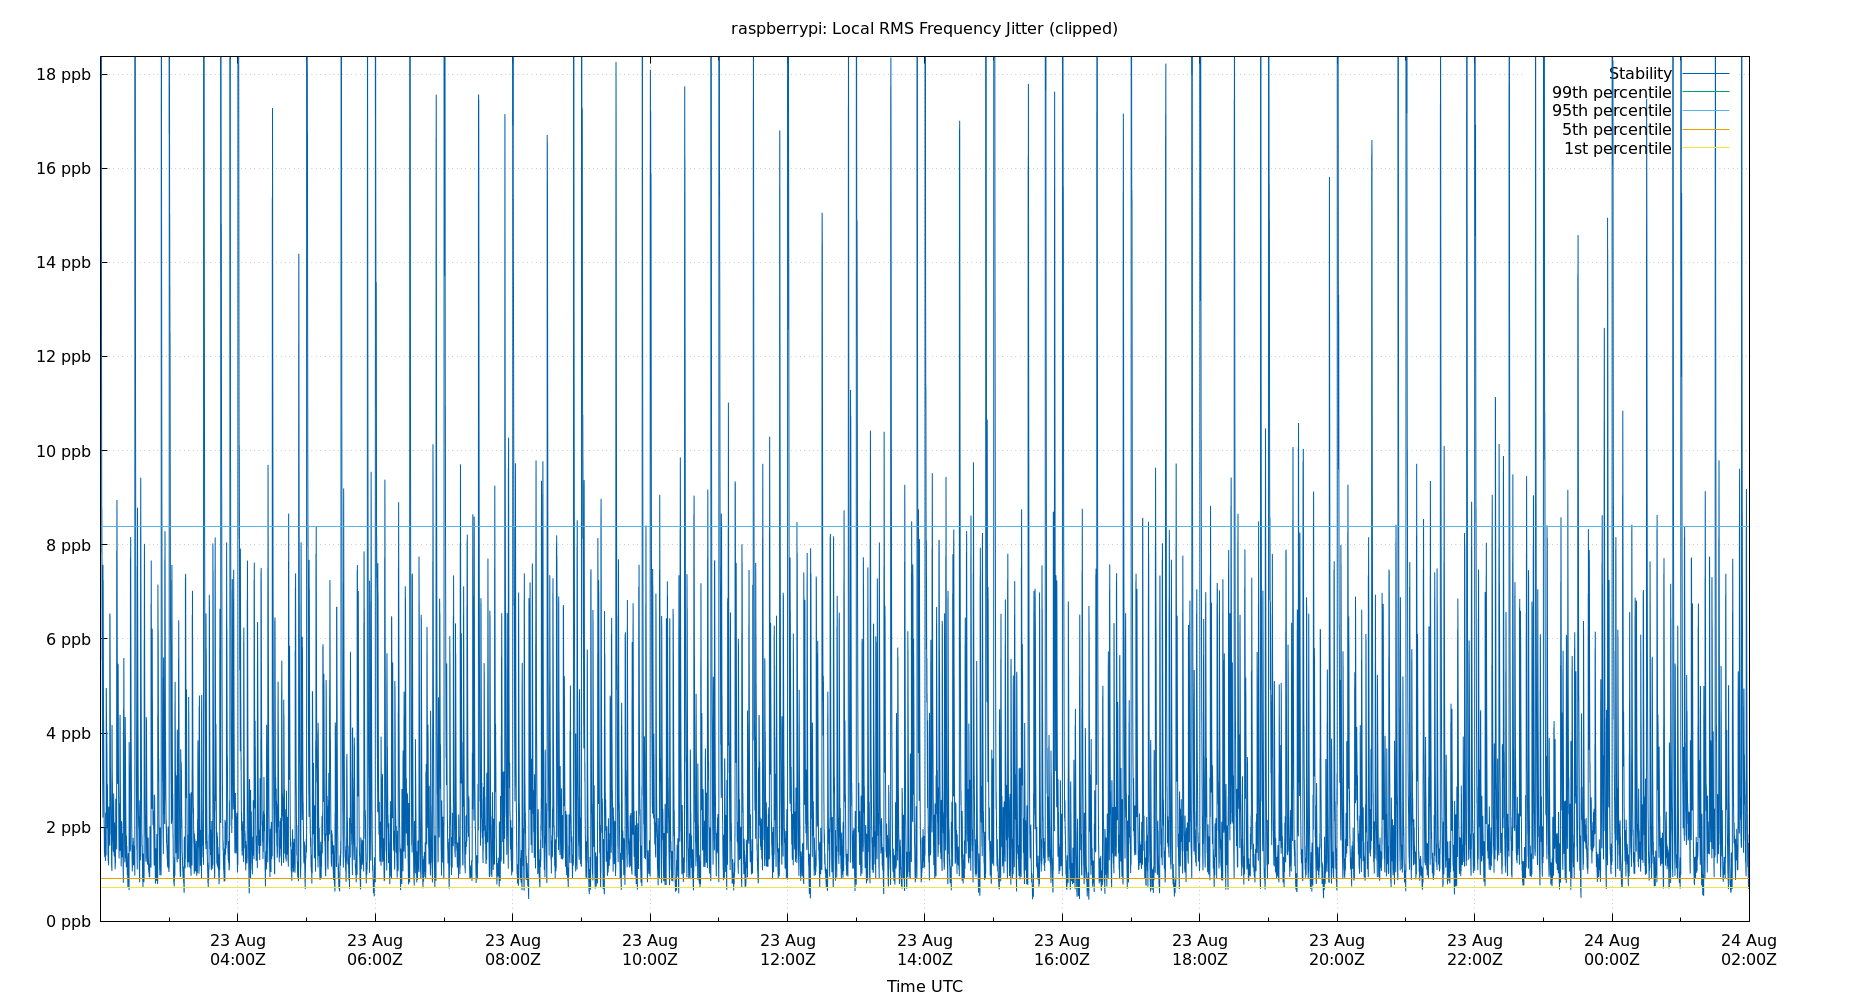 raspberrypi: Local RMS Frequency Jitter (clipped)
18 ppb
16 ppb
14 ppb
12 ppb
10 ppb
8 ppb
6 ppb
4 ppb
2 ppb
0 ppb
Stability
99th percentile
95th percentile
5th percentile
1st percentile
23 Aug 23 Aug 23 Aug 23 Aug 23 Aug 23 Aug 23 Aug 23 Aug 23 Aug 23 Aug 24 Aug 24 Aug
04:00Z 06:00Z 08:00Z 10:00Z 12:00Z 14:00Z 16:00Z 18:00Z 20:00Z 22:00Z 00:00Z 02:00Z
Time UTC